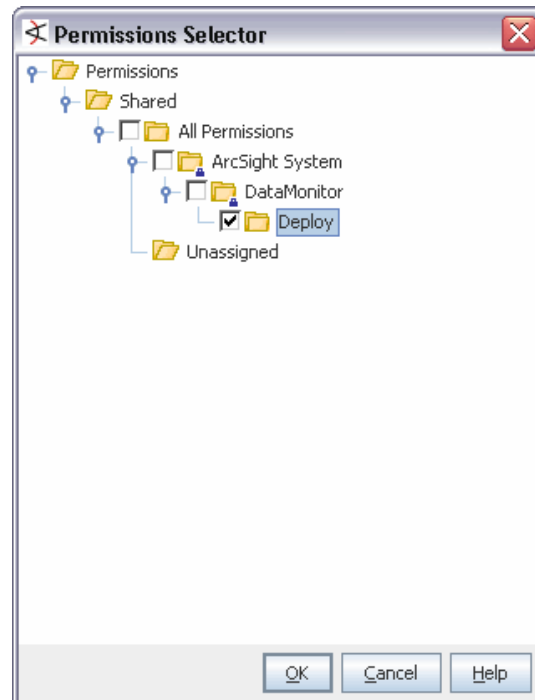 Permissions Selector
Permissions
Shared
All Permissions
ArcSight System
DataMonitor
Deploy
Unassigned
OK Cancel Help